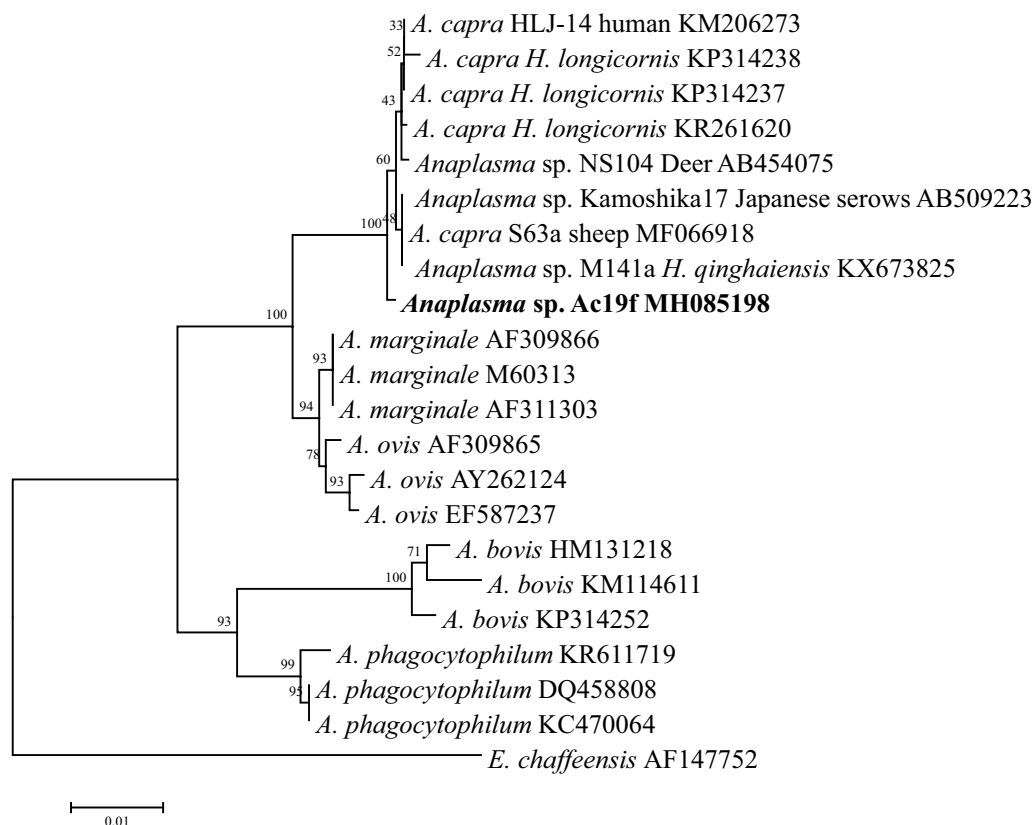 33
A. capra HLJ-14 human KM206273
52
A. capra H. longicornis KP314238
A. capra H. longicornis KP314237
43
A. capra H. longicornis KR261620
60
Anaplasma sp. NS104 Deer AB454075
Anaplasma sp. Kamoshika17 Japanese serows AB509223
100
48
A. capra S63a sheep MF066918
Anaplasma sp. M141a H. qinghaiensis KX673825
Anaplasma sp. Ac19f MH085198
100
A. marginale AF309866
93
A. marginale M60313
94
A. marginale AF311303
A. ovis AF309865
78
93
A. ovis AY262124
A. ovis EF587237
71
A. bovis HM131218
100
A. bovis KM114611
93
A. bovis KP314252
99
A. phagocytophilum KR611719
95
A. phagocytophilum DQ458808
A. phagocytophilum KC470064
E. chaffeensis AF147752
0.01